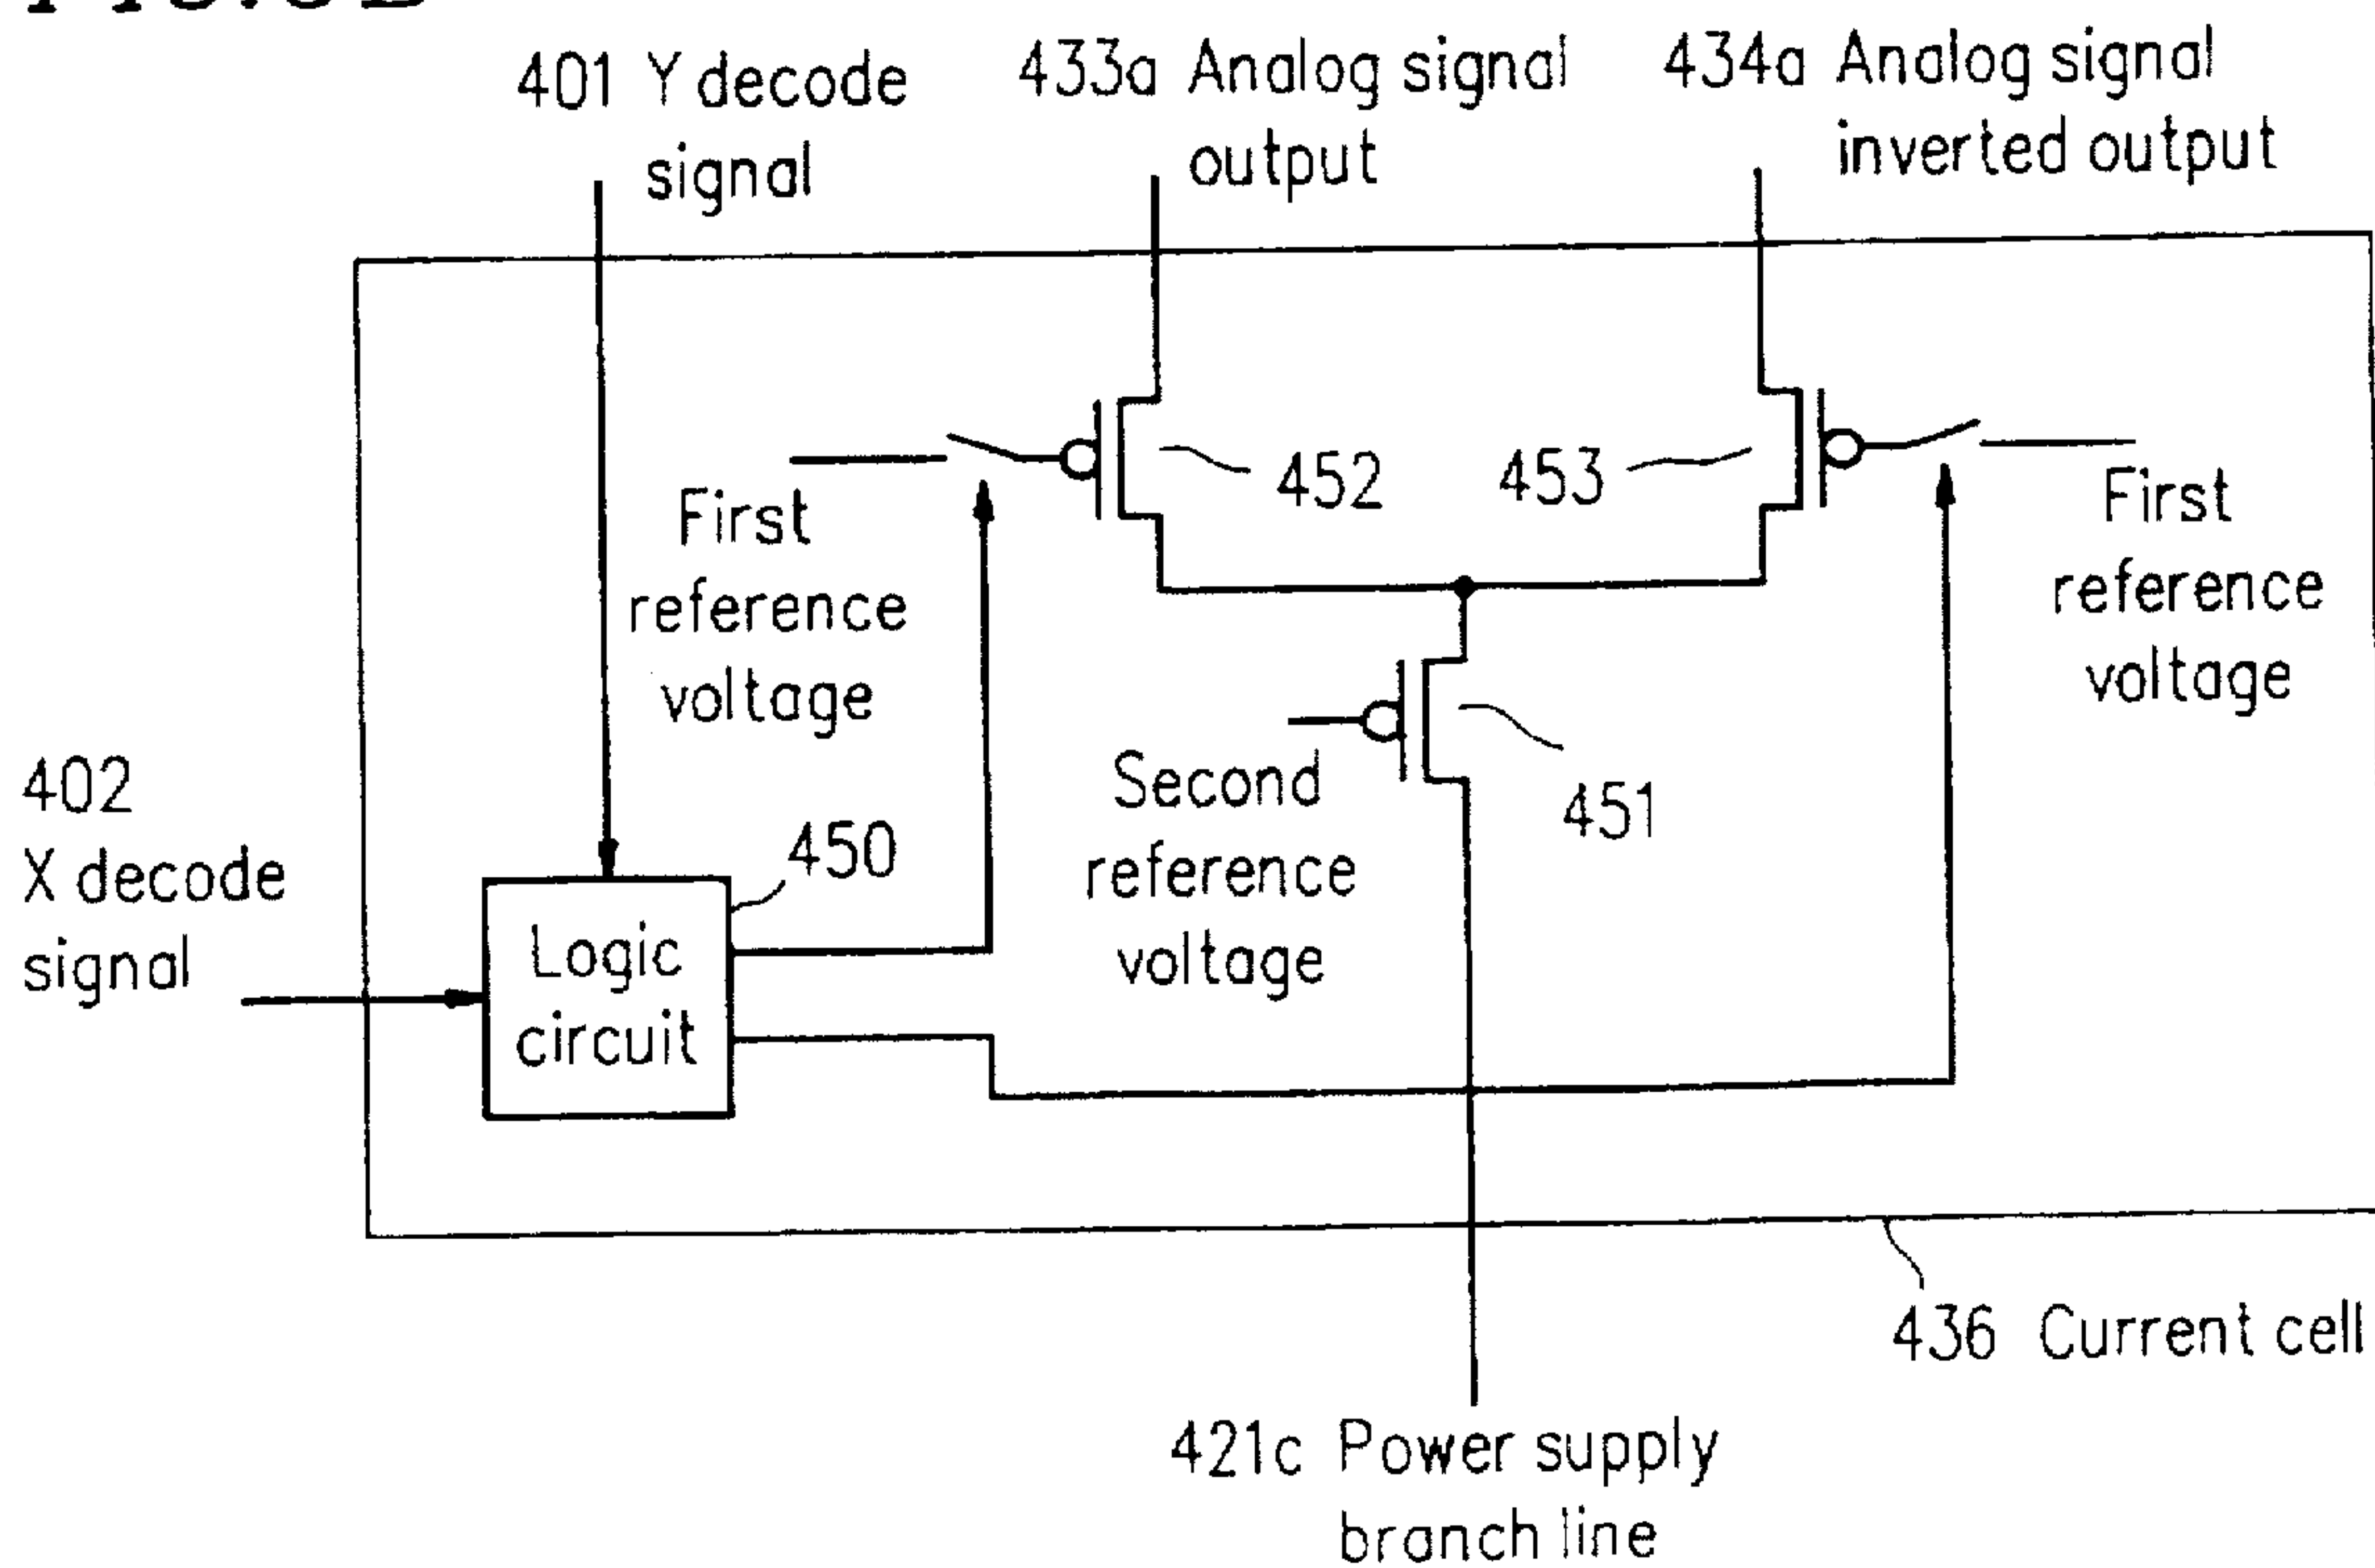 401 Y decode
signal
433a Analog signal
output
434a Analog signal
inverted output
First
reference
voltage
452
453
First
reference
voltage
Second
reference
voltage
451
402
X decode
signal
450
Logic
circuit
436 Current cell
421c Power supply
branch line